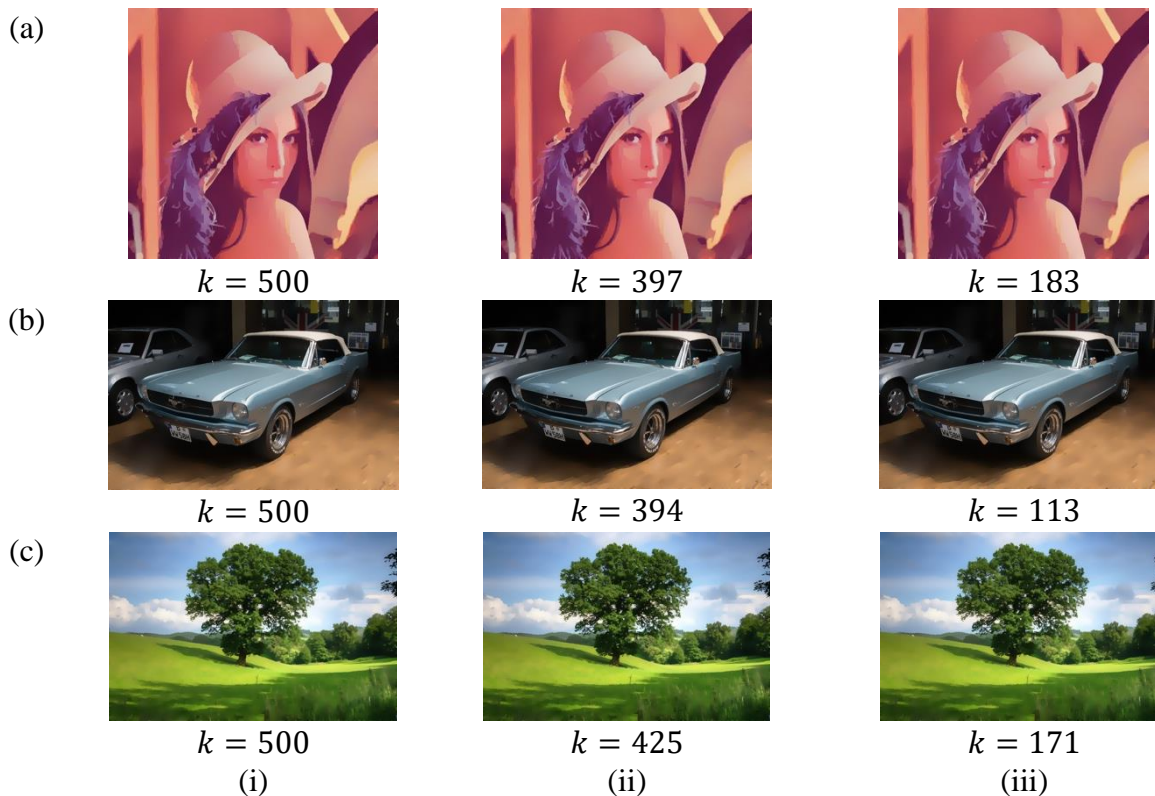 (a)
k = 500 k = 397 k = 183
(b)
k = 500 k = 394 k = 113
(c)
k = 500 k = 425 k = 171
(i) (ii) (iii)